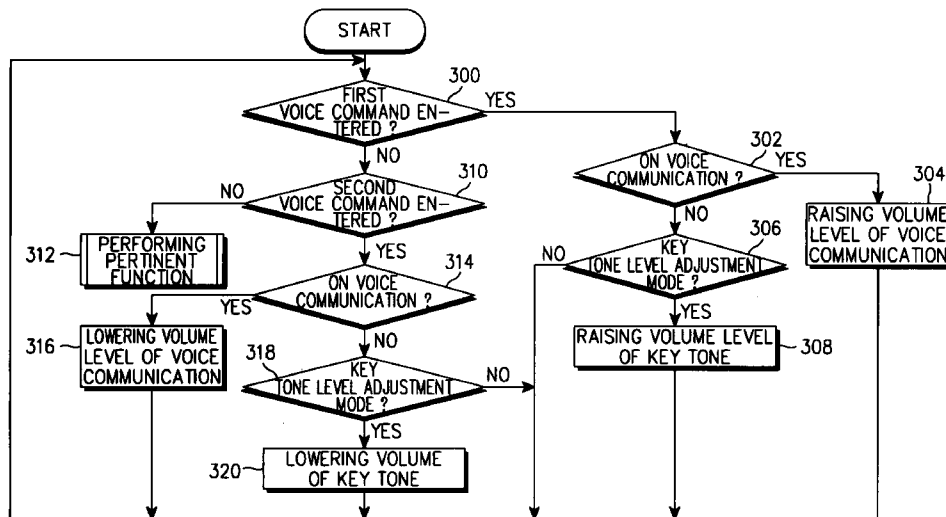 START
FIRST
VOICE COMMAND EN-
TERED ?
300
YES
NO
ON VOICE
COMMUNICATION ?
302
YES
NO
304
RAISING VOLUME
LEVEL OF VOICE
COMMUNICATION
SECOND
VOICE COMMAND EN-
TERED ?
310
NO
YES
312
PERFORMING
PERTINENT
FUNCTION
KEY
TONE LEVEL ADJUSTMENT
MODE ?
306
NO
YES
ON VOICE
COMMUNICATION ?
314
YES
NO
316
LOWERING VOLUME
LEVEL OF VOICE
COMMUNICATION
RAISING VOLUME LEVEL
OF KEY TONE
308
318
KEY
TONE LEVEL ADJUSTMENT
MODE ?
NO
YES
320
LOWERING VOLUME
OF KEY TONE